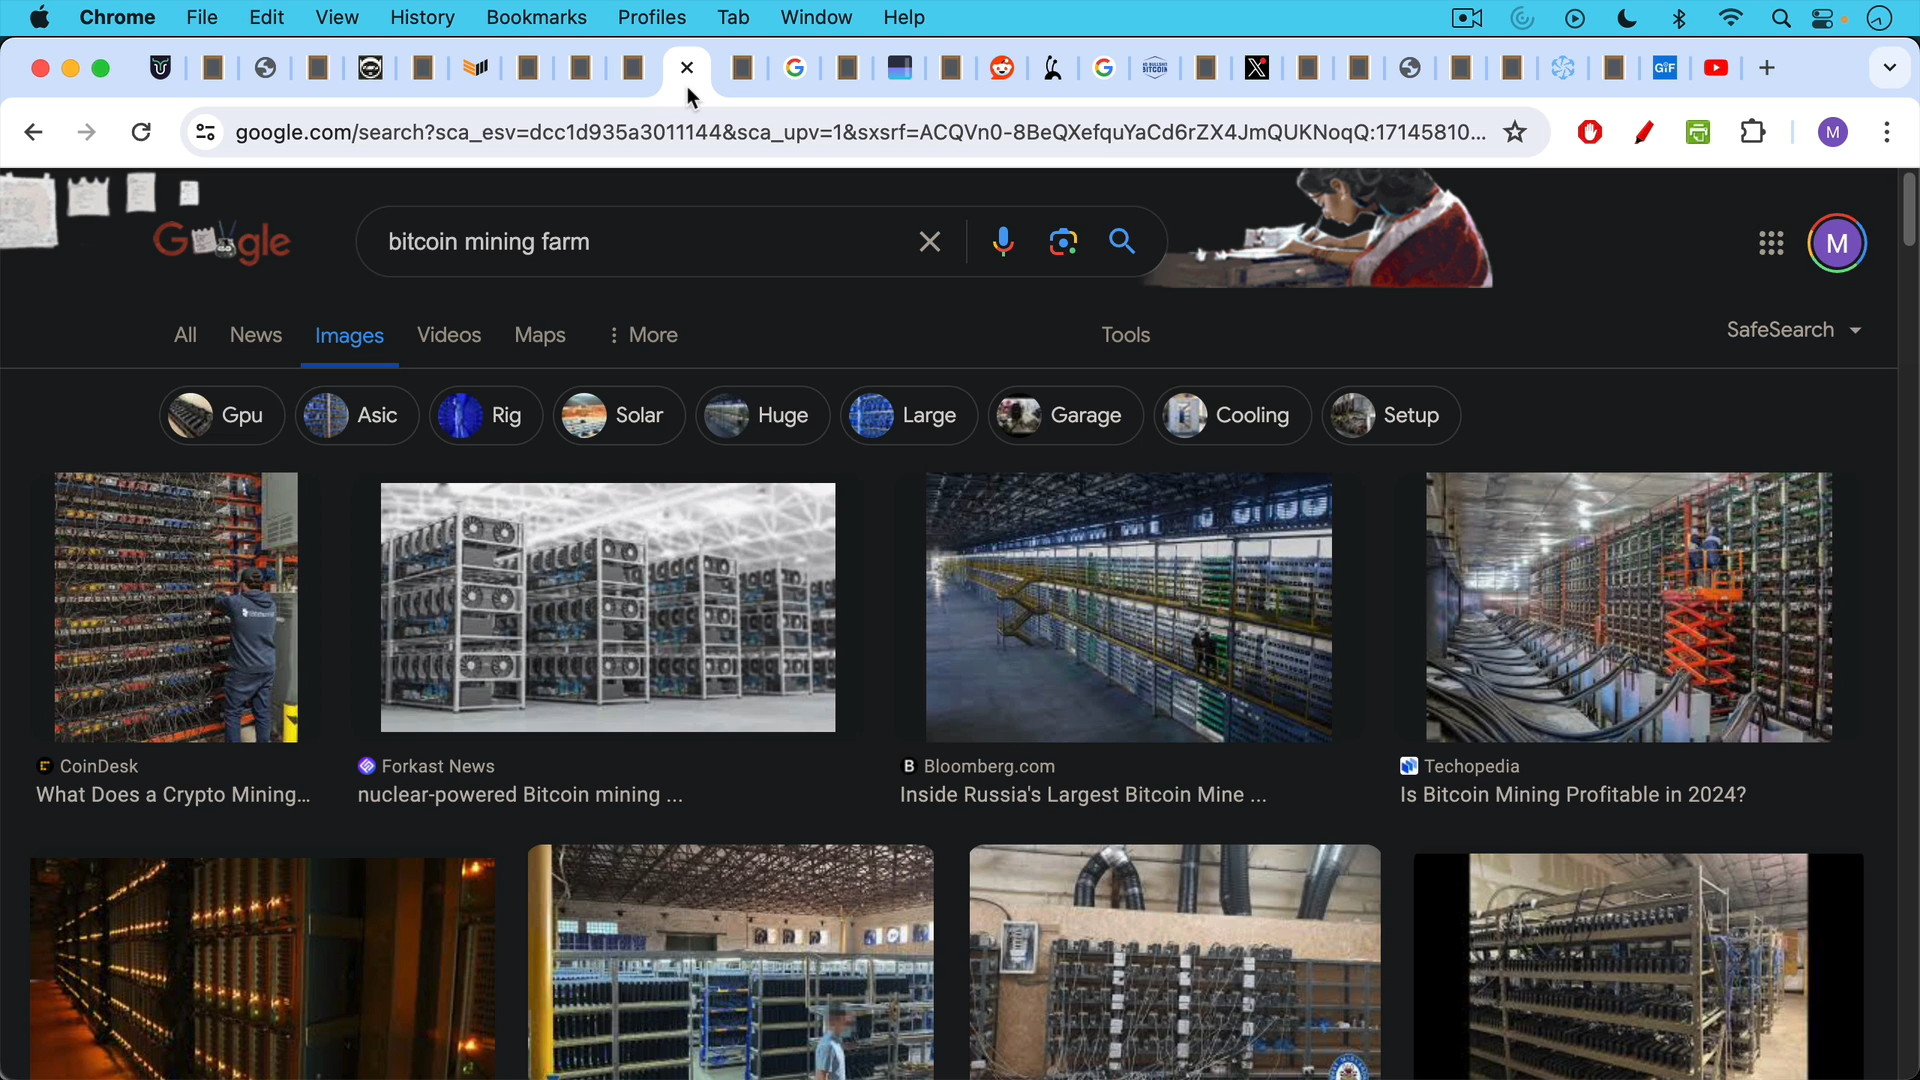 Chrome File Edit View History Bookmarks Profiles Tab Window Help
GIF
google.com/search?sca_esv=dcc1d935a3011144&sca_upv=1&sxsrf=ACQVn0-8BeQXefquYaCd6rZX4JmQUKNoqQ:17145810...
M
Google
bitcoin mining farm
M
All News Images Videos Maps More Tools SafeSearch
Gpu Asic Rig Solar Huge Large Garage Cooling Setup
CoinDesk
What Does a Crypto Mining...
Forkast News
nuclear-powered Bitcoin mining ...
B Bloomberg.com
Inside Russia's Largest Bitcoin Mine ...
Techopedia
Is Bitcoin Mining Profitable in 2024?